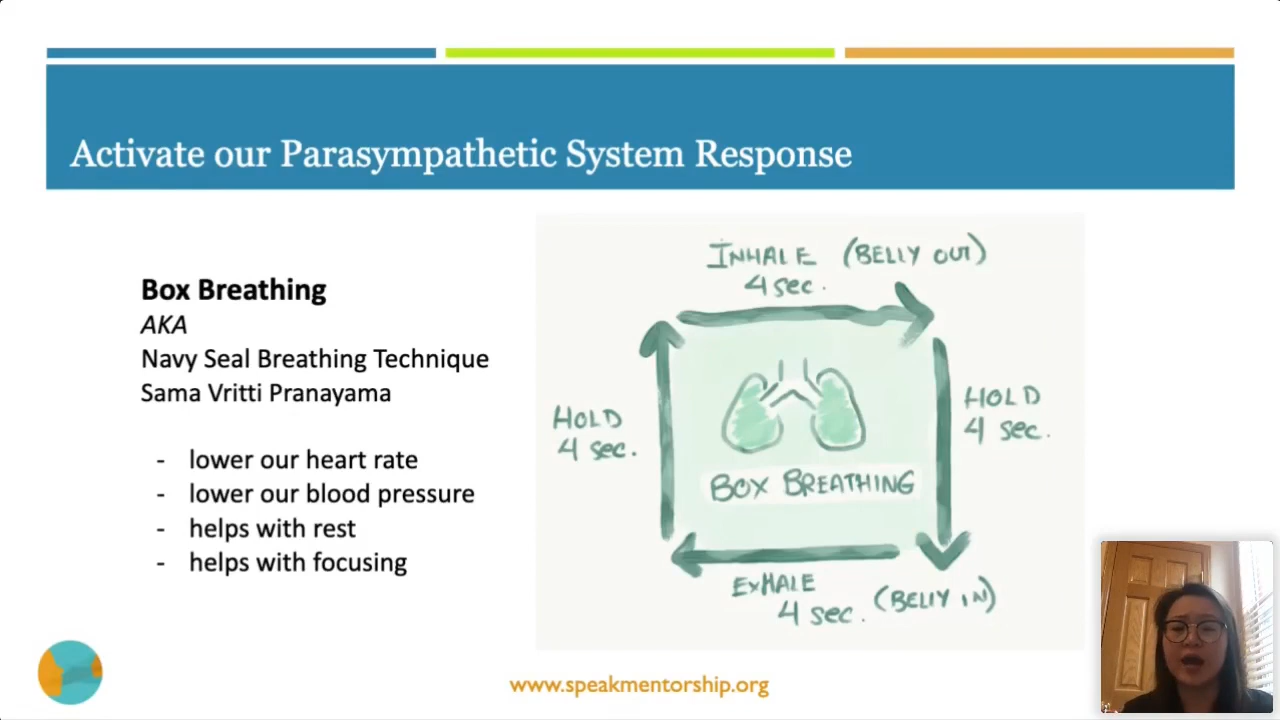 Activate our Parasympathetic System Response
Box Breathing
AKA
Navy Seal Breathing Technique
Sama Vritti Pranayama
- lower our heart rate
- lower our blood pressure
- helps with rest
- helps with focusing
INHALE (BELLY OUT)
4 sec.
HOLD
4 sec.
HOLD
4 sec.
BOX BREATHING
EXHALE
4 sec. (BELLY IN)
www.speakmentorship.org